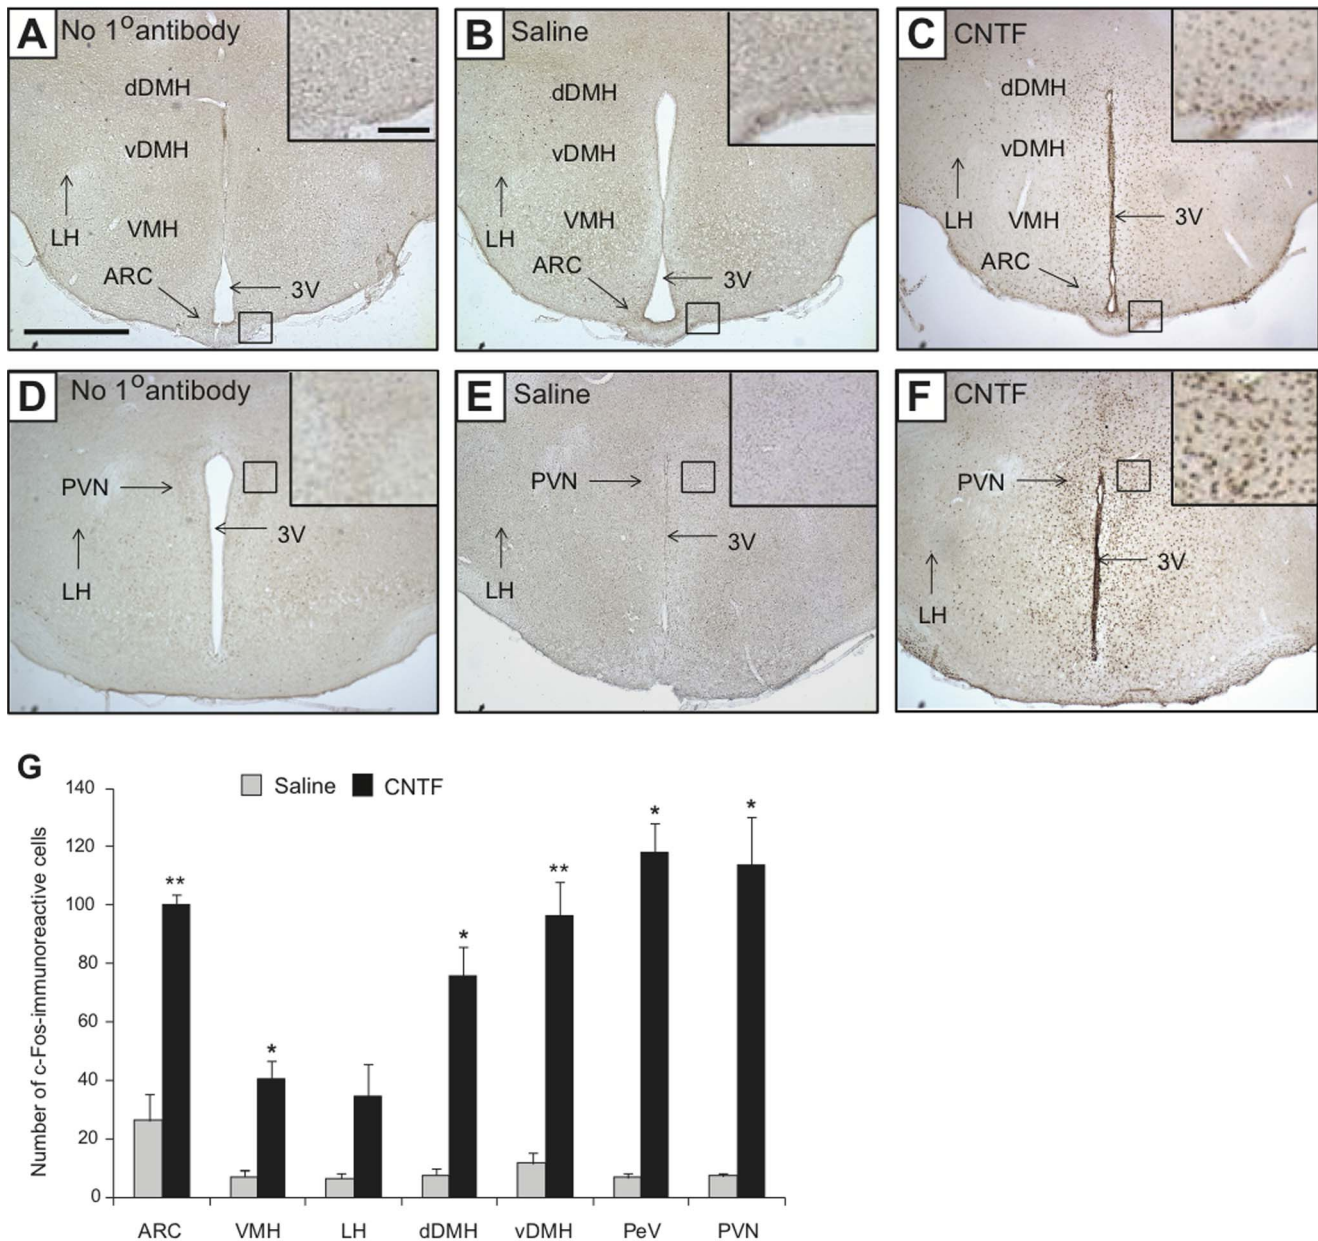 A No 1° antibody
dDMH
vDMH
LH
VMH
ARC
3V
B Saline
dDMH
vDMH
VMH
LH
ARC
3V
C CNTF
dDMH
vDMH
LH
VMH
3V
ARC
D No 1° antibody
PVN
3V
LH
E Saline
PVN
3V
LH
F CNTF
PVN
3V
LH
G
Saline CNTF
Number of c-Fos-immunoreactive cells
140
120
100
80
60
40
20
0
**
*
*
**
*
*
ARC VMH LH dDMH vDMH PeV PVN